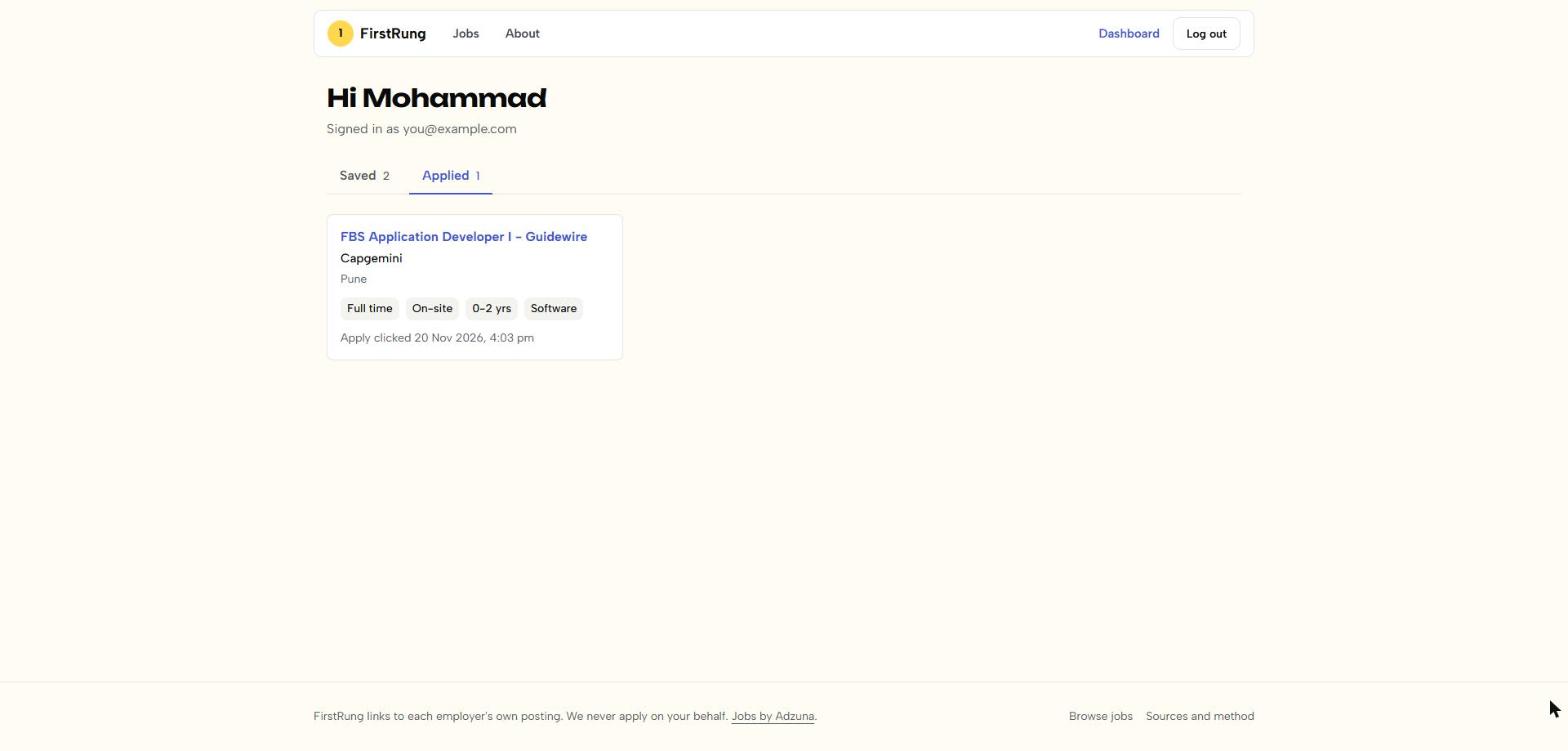 1 FirstRung Jobs About Dashboard Log out
Hi Mohammad
Signed in as you@example.com
Saved 2 Applied 1
FBS Application Developer I - Guidewire
Capgemini
Pune
Full time On-site 0-2 yrs Software
Apply clicked 20 Nov 2026, 4:03 pm
FirstRung links to each employer's own posting. We never apply on your behalf. Jobs by Adzuna. Browse jobs Sources and method